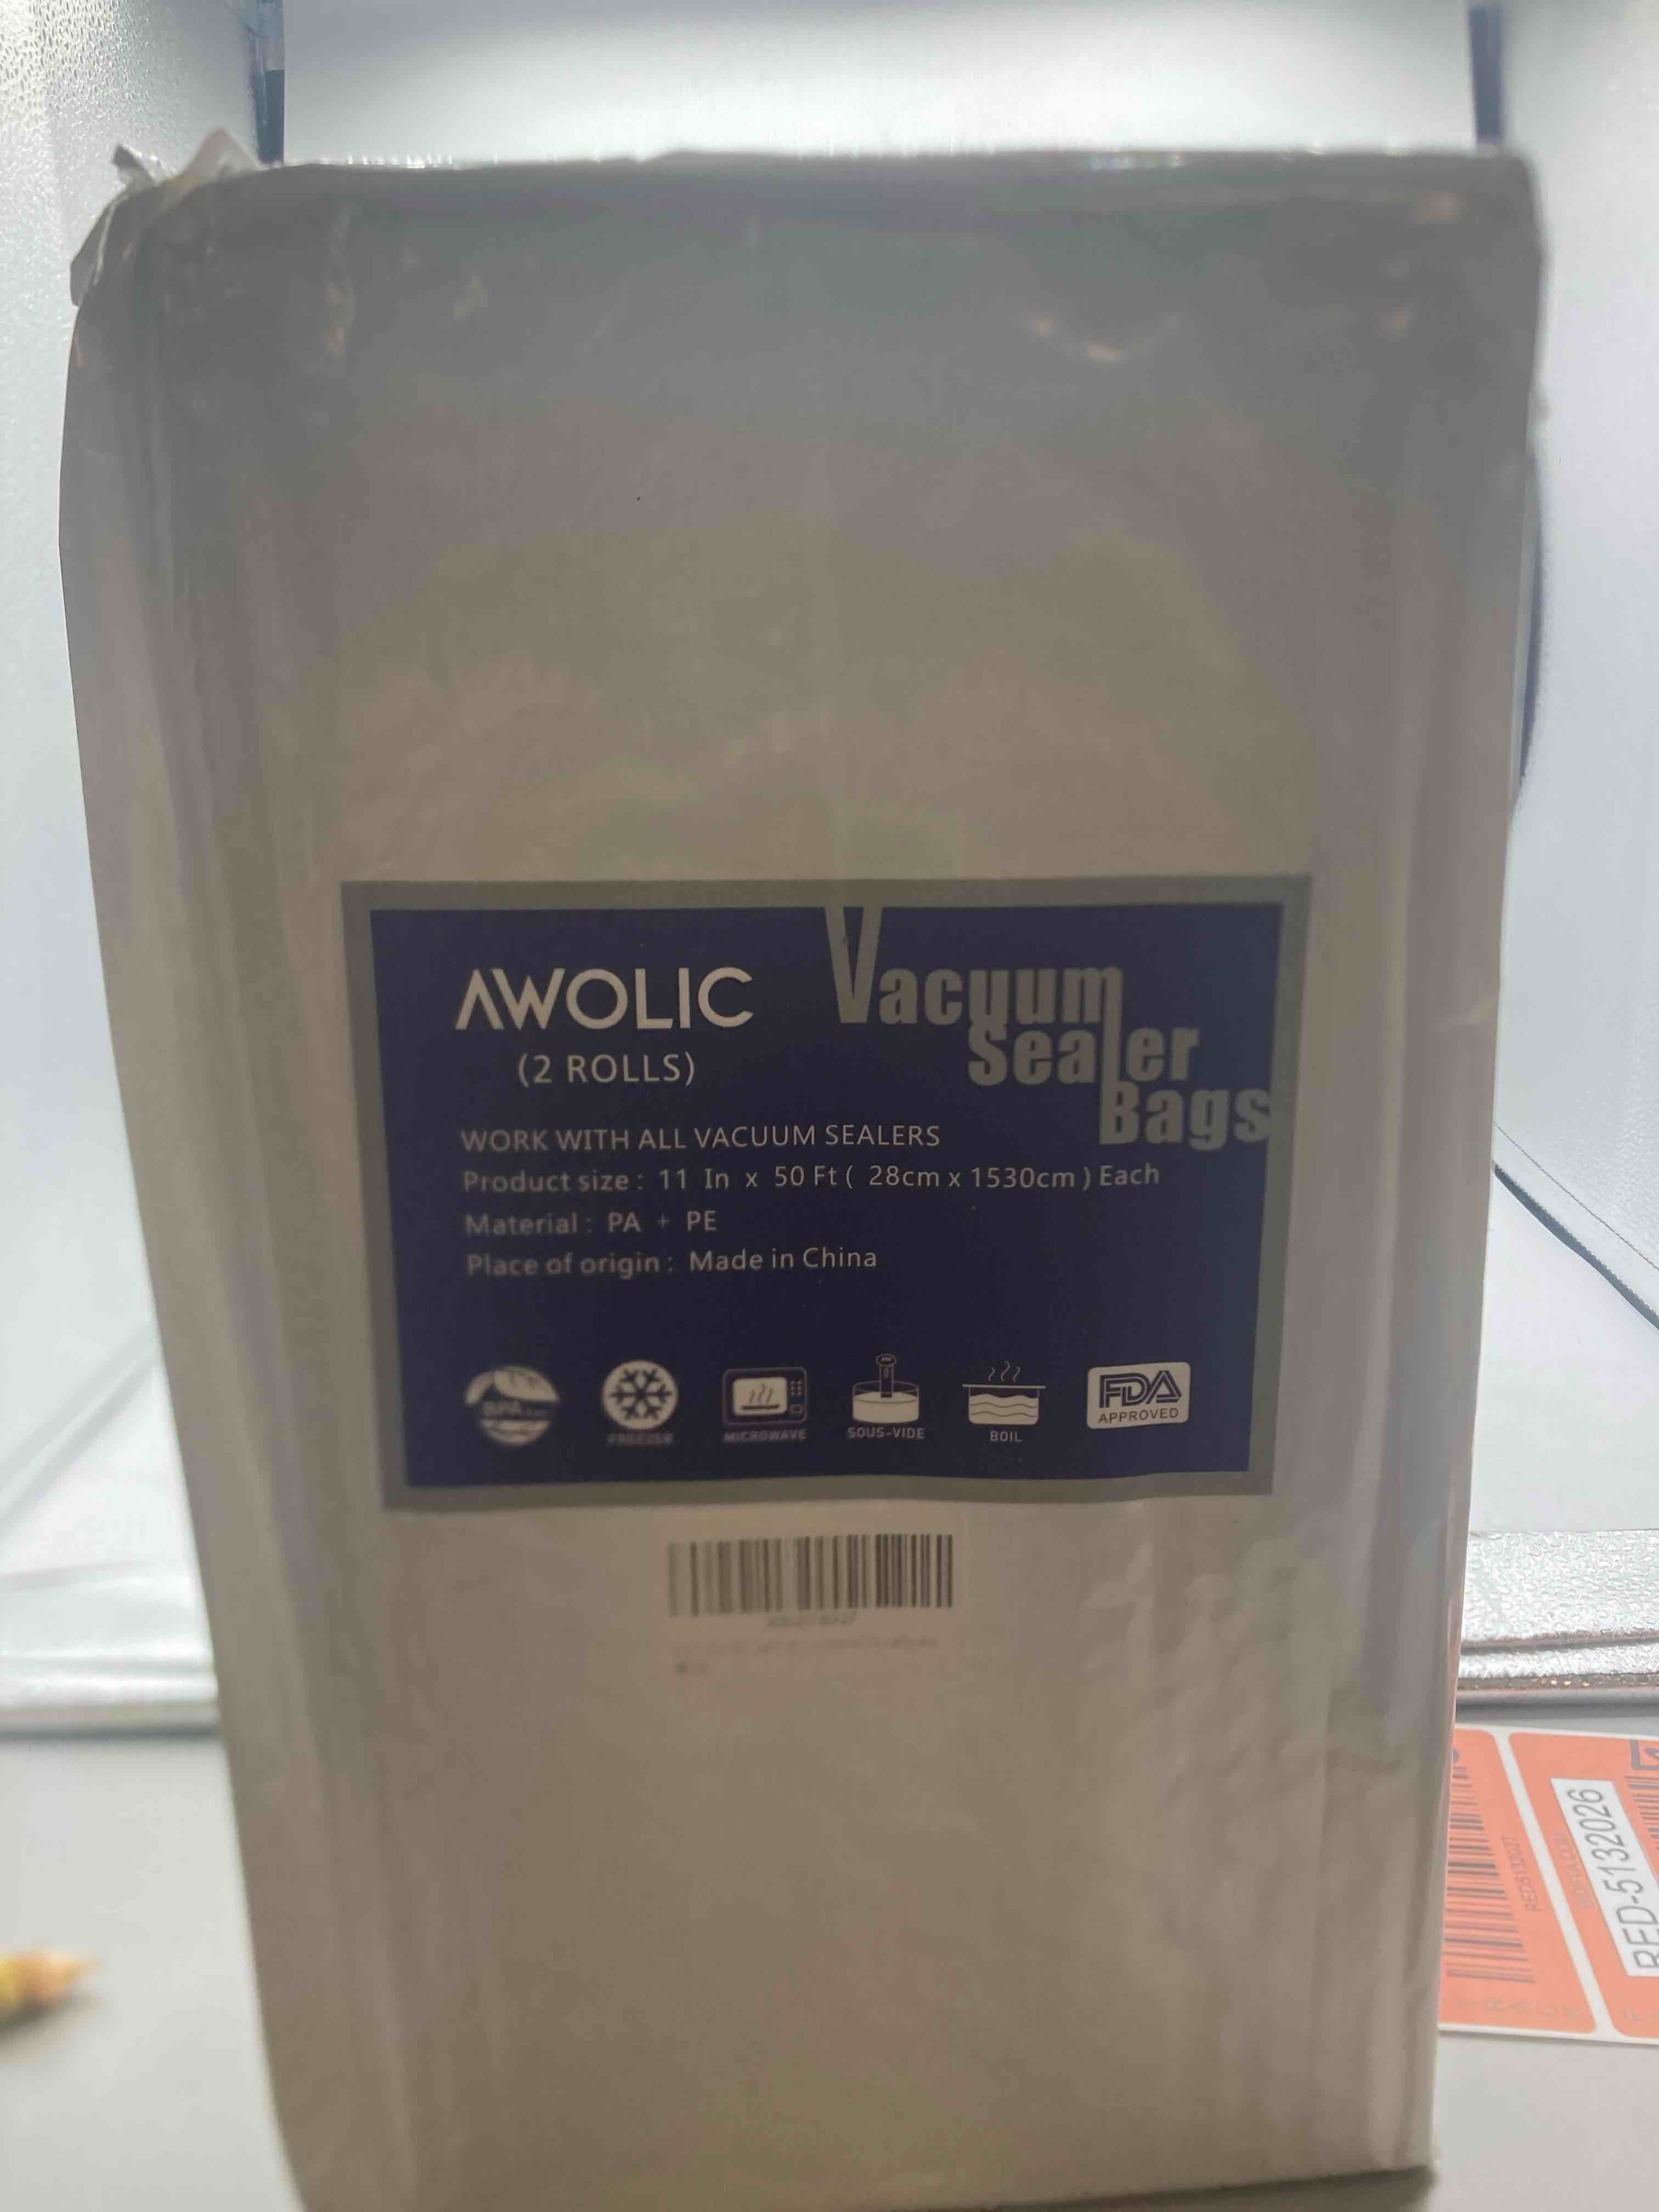 AWOLIC
(2 ROLLS)
Vacuum
Sealer
Bags
WORK WITH ALL VACUUM SEALERS
Product size : 11 In x 50 Ft ( 28cm x 1530cm ) Each
Material : PA + PE
Place of origin : Made in China
BPA
FREEZER
MICROWAVE
SOUS-VIDE
BOIL
FDA
APPROVED
RED5132027
RED-5132026